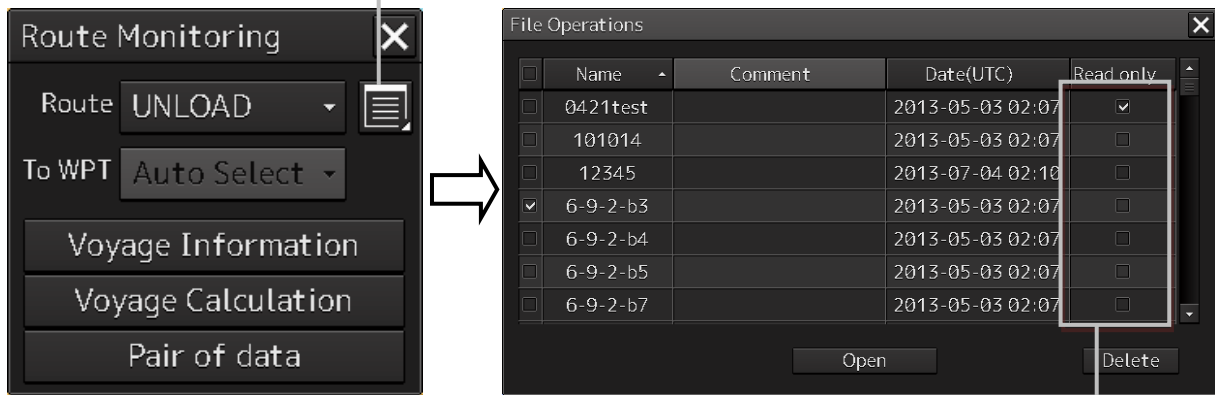 Route Monitoring
Route UNLOAD
To WPT Auto Select
Voyage Information
Voyage Calculation
Pair of data
File Operations
Name Comment Date(UTC) Read only
0421test 2013-05-03 02:07
101014 2013-05-03 02:07
12345 2013-07-04 02:10
6-9-2-b3 2013-05-03 02:07
6-9-2-b4 2013-05-03 02:07
6-9-2-b5 2013-05-03 02:07
6-9-2-b7 2013-05-03 02:07
Open Delete